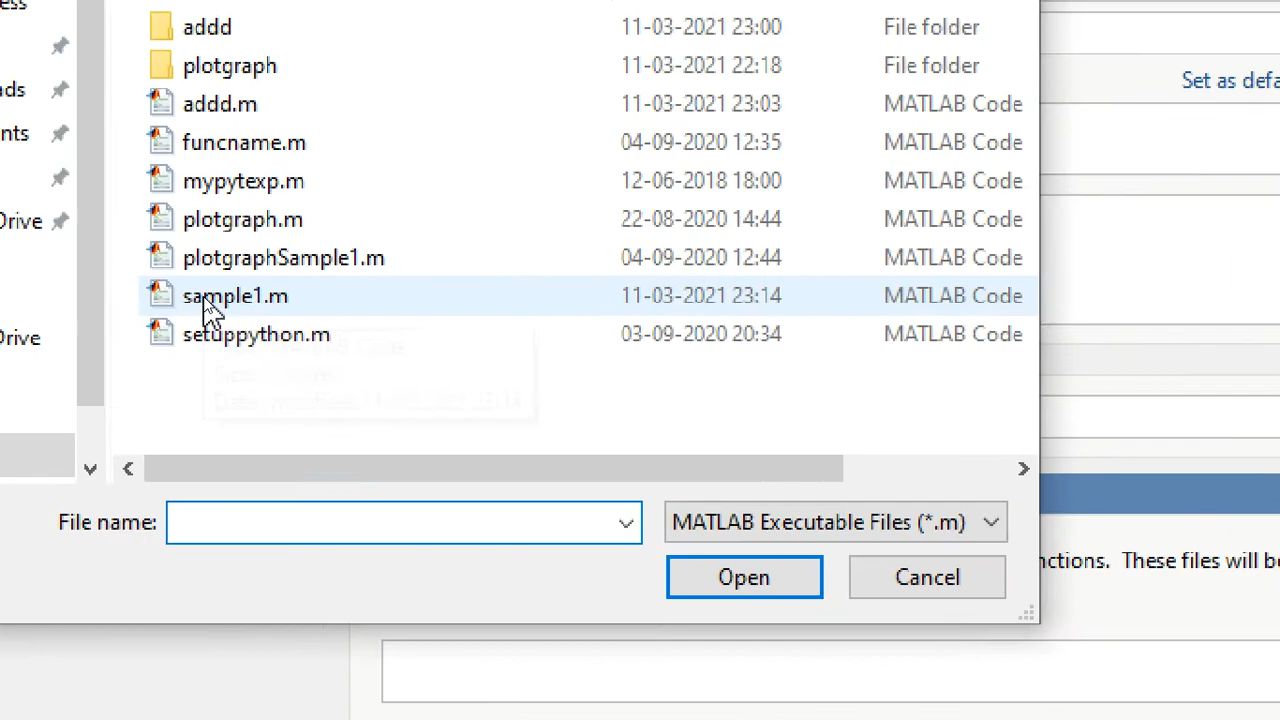 ess
addd 11-03-2021 23:00 File folder
plotgraph 11-03-2021 22:18 File folder
Set as defa
ads
addd.m 11-03-2021 23:03 MATLAB Code
nts
funcname.m 04-09-2020 12:35 MATLAB Code
mypytexp.m 12-06-2018 18:00 MATLAB Code
Drive
plotgraph.m 22-08-2020 14:44 MATLAB Code
plotgraphSample1.m 04-09-2020 12:44 MATLAB Code
sample1.m 11-03-2021 23:14 MATLAB Code
Drive
setuppython.m 03-09-2020 20:34 MATLAB Code
File name:
MATLAB Executable Files (*.m)
Open
Cancel
nctions. These files will be